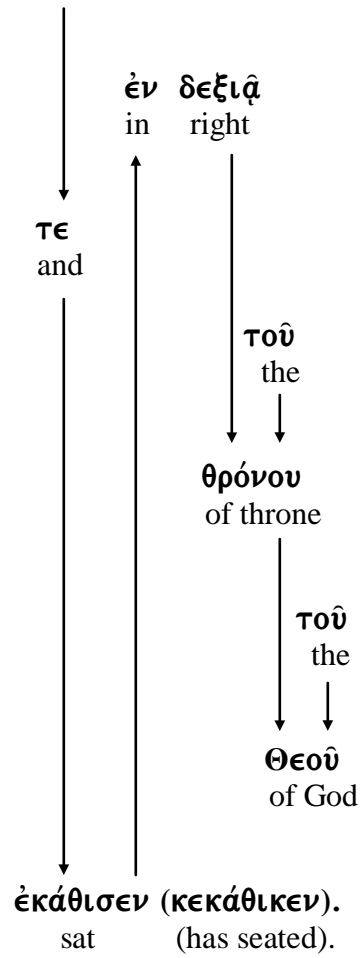 ἐν δεξιᾷ
in right
τε
and
τοῦ
the
θρόνου
of throne
τοῦ
the
Θεοῦ
of God
ἐκάθισεν (κεκάθικεν).
sat (has seated).